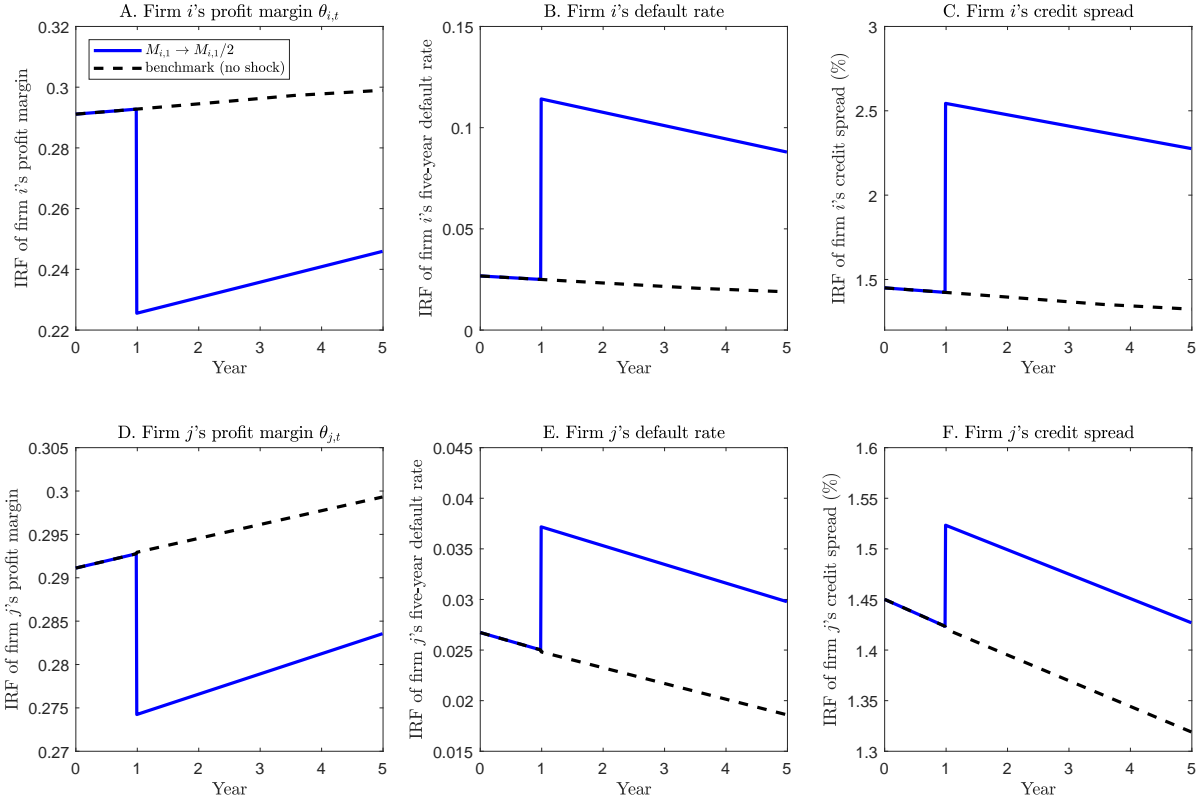 A. Firm i's profit margin θi,t
IRF of firm i's profit margin
0.32
0.3
0.28
0.26
0.24
0.22
Mi,1 → Mi,1/2
benchmark (no shock)
0 1 2 3 4 5
Year
B. Firm i's default rate
IRF of firm i's five-year default rate
0.15
0.1
0.05
0
0 1 2 3 4 5
Year
C. Firm i's credit spread
IRF of firm i's credit spread (%)
3
2.5
2
1.5
0 1 2 3 4 5
Year
D. Firm j's profit margin θj,t
IRF of firm j's profit margin
0.305
0.3
0.295
0.29
0.285
0.28
0.275
0.27
0 1 2 3 4 5
Year
E. Firm j's default rate
IRF of firm j's five-year default rate
0.045
0.04
0.035
0.03
0.025
0.02
0.015
0 1 2 3 4 5
Year
F. Firm j's credit spread
IRF of firm j's credit spread (%)
1.6
1.55
1.5
1.45
1.4
1.35
1.3
0 1 2 3 4 5
Year